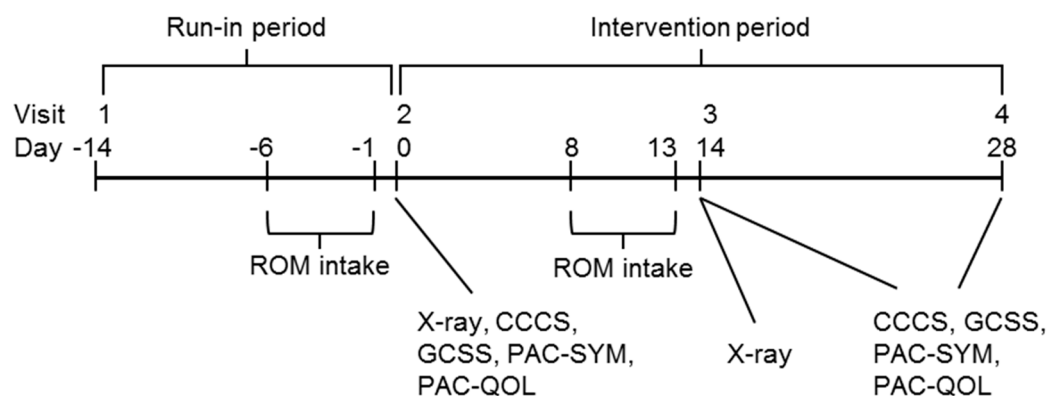 Run-in period Intervention period
Visit 1 2 3 4
Day -14 -6 -1 0 8 13 14 28
ROM intake ROM intake
X-ray, CCCS,
GCSS, PAC-SYM,
PAC-QOL
X-ray
CCCS, GCSS,
PAC-SYM,
PAC-QOL